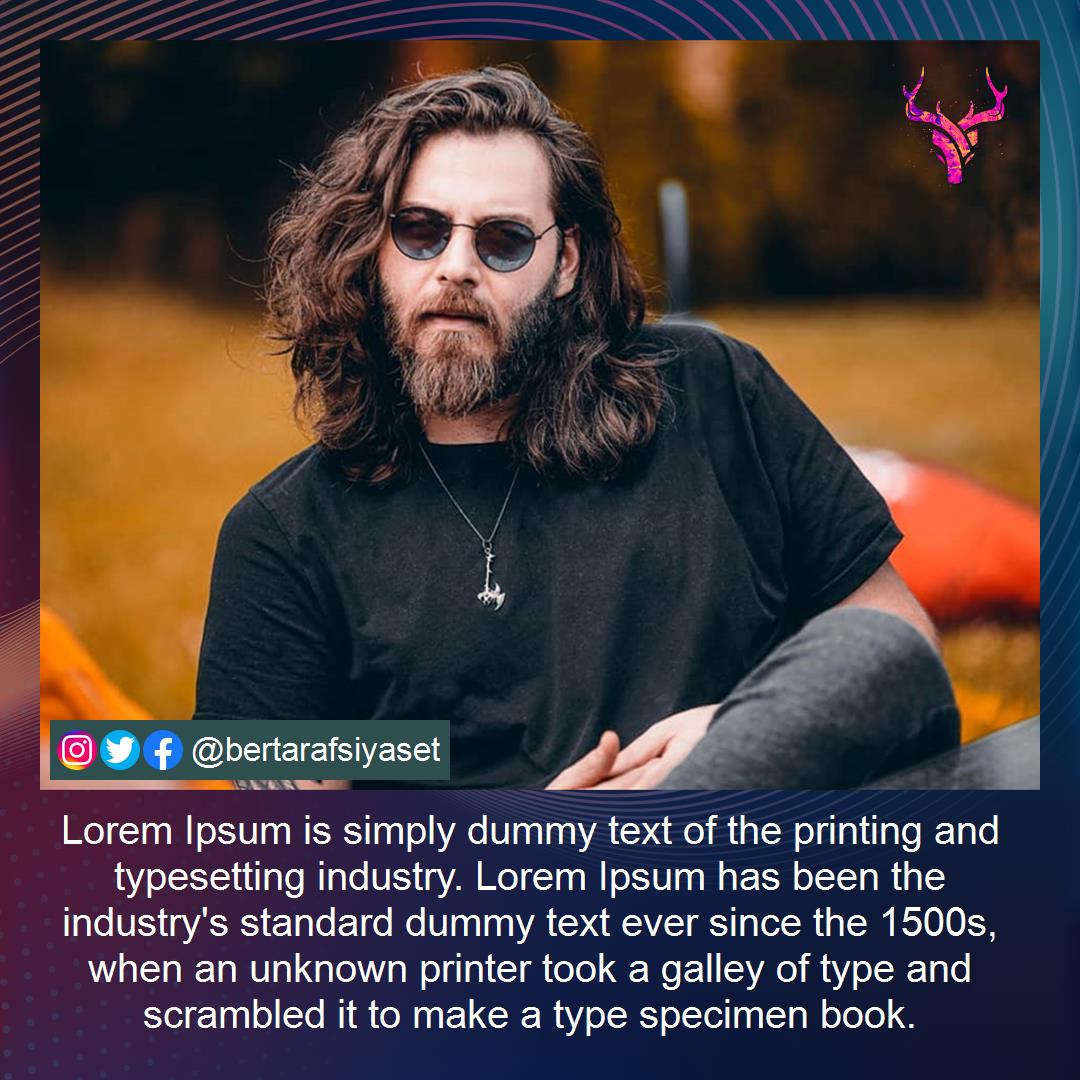 @bertarafsiyaset
Lorem Ipsum is simply dummy text of the printing and
typesetting industry. Lorem Ipsum has been the
industry's standard dummy text ever since the 1500s,
when an unknown printer took a galley of type and
scrambled it to make a type specimen book.